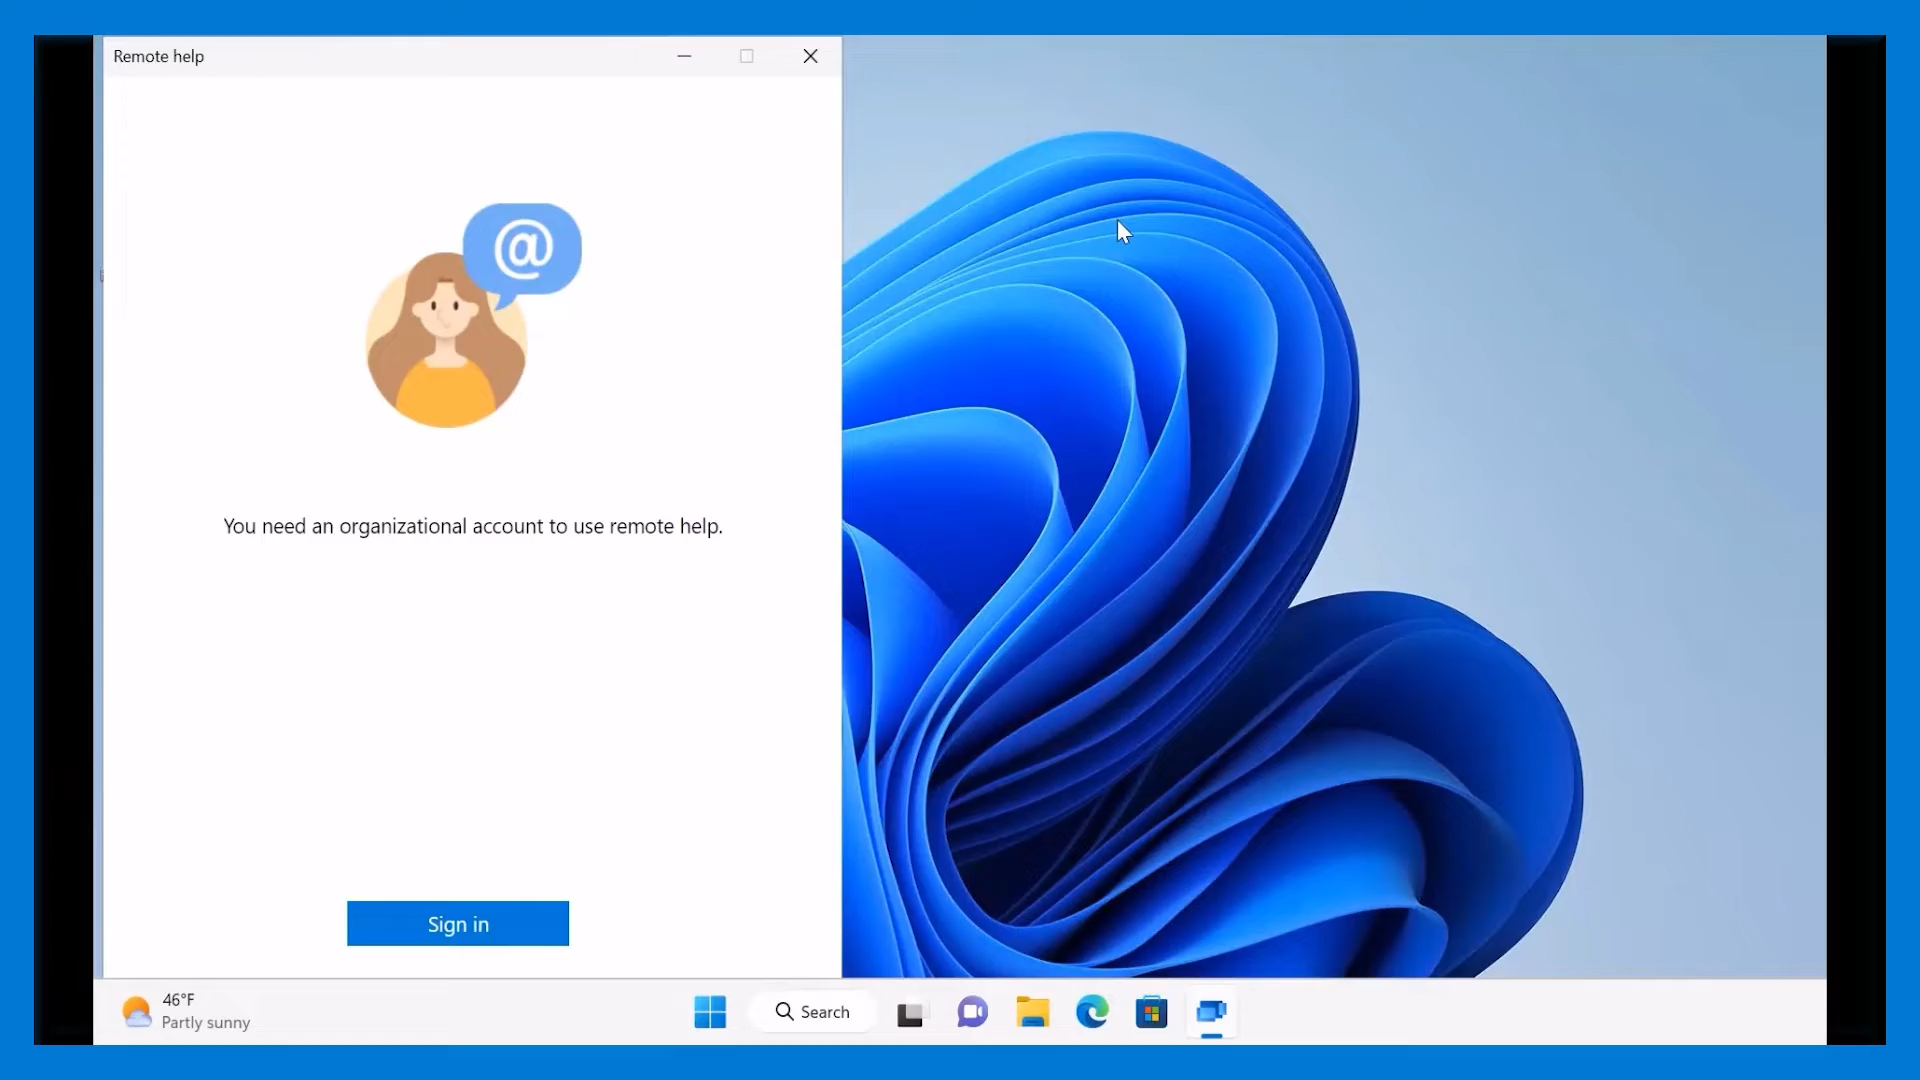 Remote help
@
You need an organizational account to use remote help.
Sign in
46°F
Partly sunny
Search